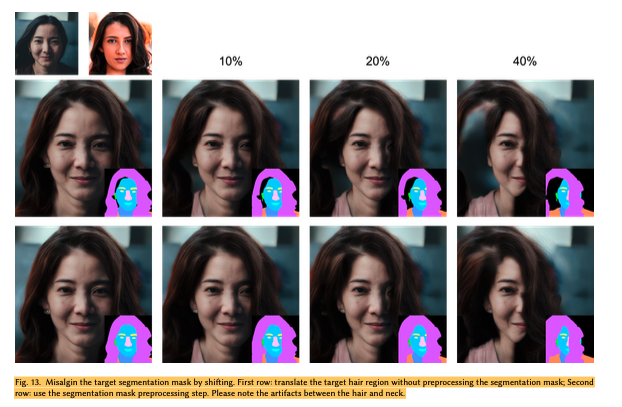 10%
20%
40%
Fig. 13. Misalgin the target segmentation mask by shifting. First row: translate the target hair region without preprocessing the segmentation mask; Second
row: use the segmentation mask preprocessing step. Please note the artifacts between the hair and neck.